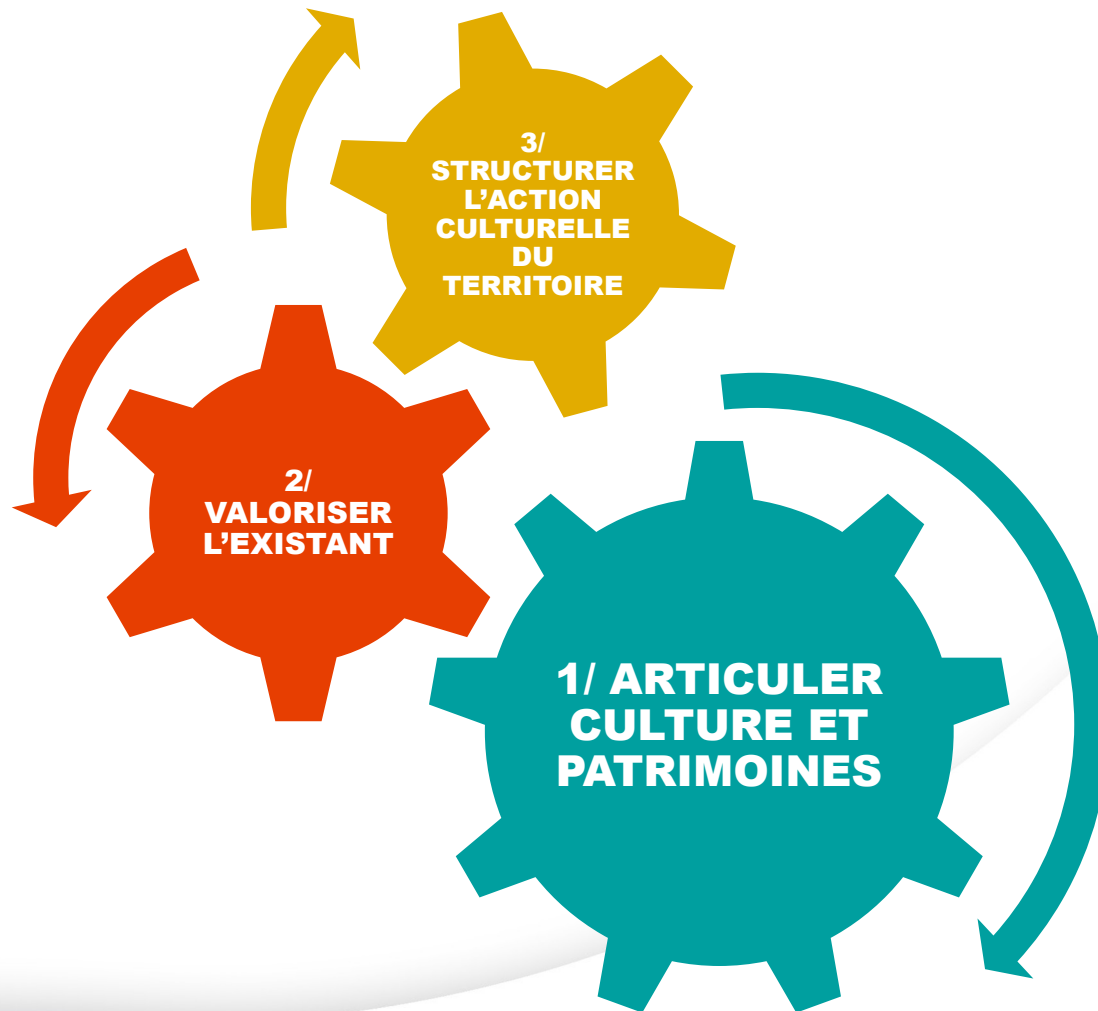 3/
STRUCTURER
L’ACTION
CULTURELLE
DU
TERRITOIRE
2/
VALORISER
L’EXISTANT
1/ ARTICULER
CULTURE ET
PATRIMOINES